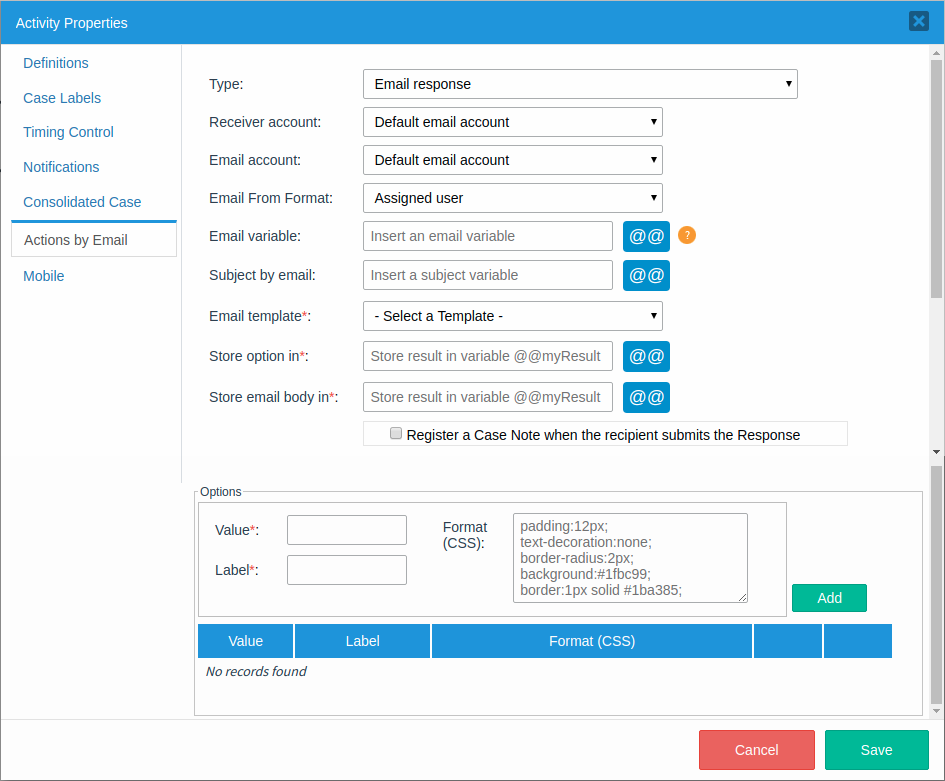 Activity Properties
Definitions
Case Labels
Timing Control
Notifications
Consolidated Case
Actions by Email
Mobile
Type: Email response
Receiver account: Default email account
Email account: Default email account
Email From Format: Assigned user
Email variable: Insert an email variable @@ ?
Subject by email: Insert a subject variable @@
Email template*: - Select a Template -
Store option in*: Store result in variable @@myResult @@
Store email body in*: Store result in variable @@myResult @@
Register a Case Note when the recipient submits the Response
Options
Value*:
Label*:
Format
(CSS):
padding:12px;
text-decoration:none;
border-radius:2px;
background:#1fbc99;
border:1px solid #1ba385;
Add
Value Label Format (CSS)
No records found
Cancel Save